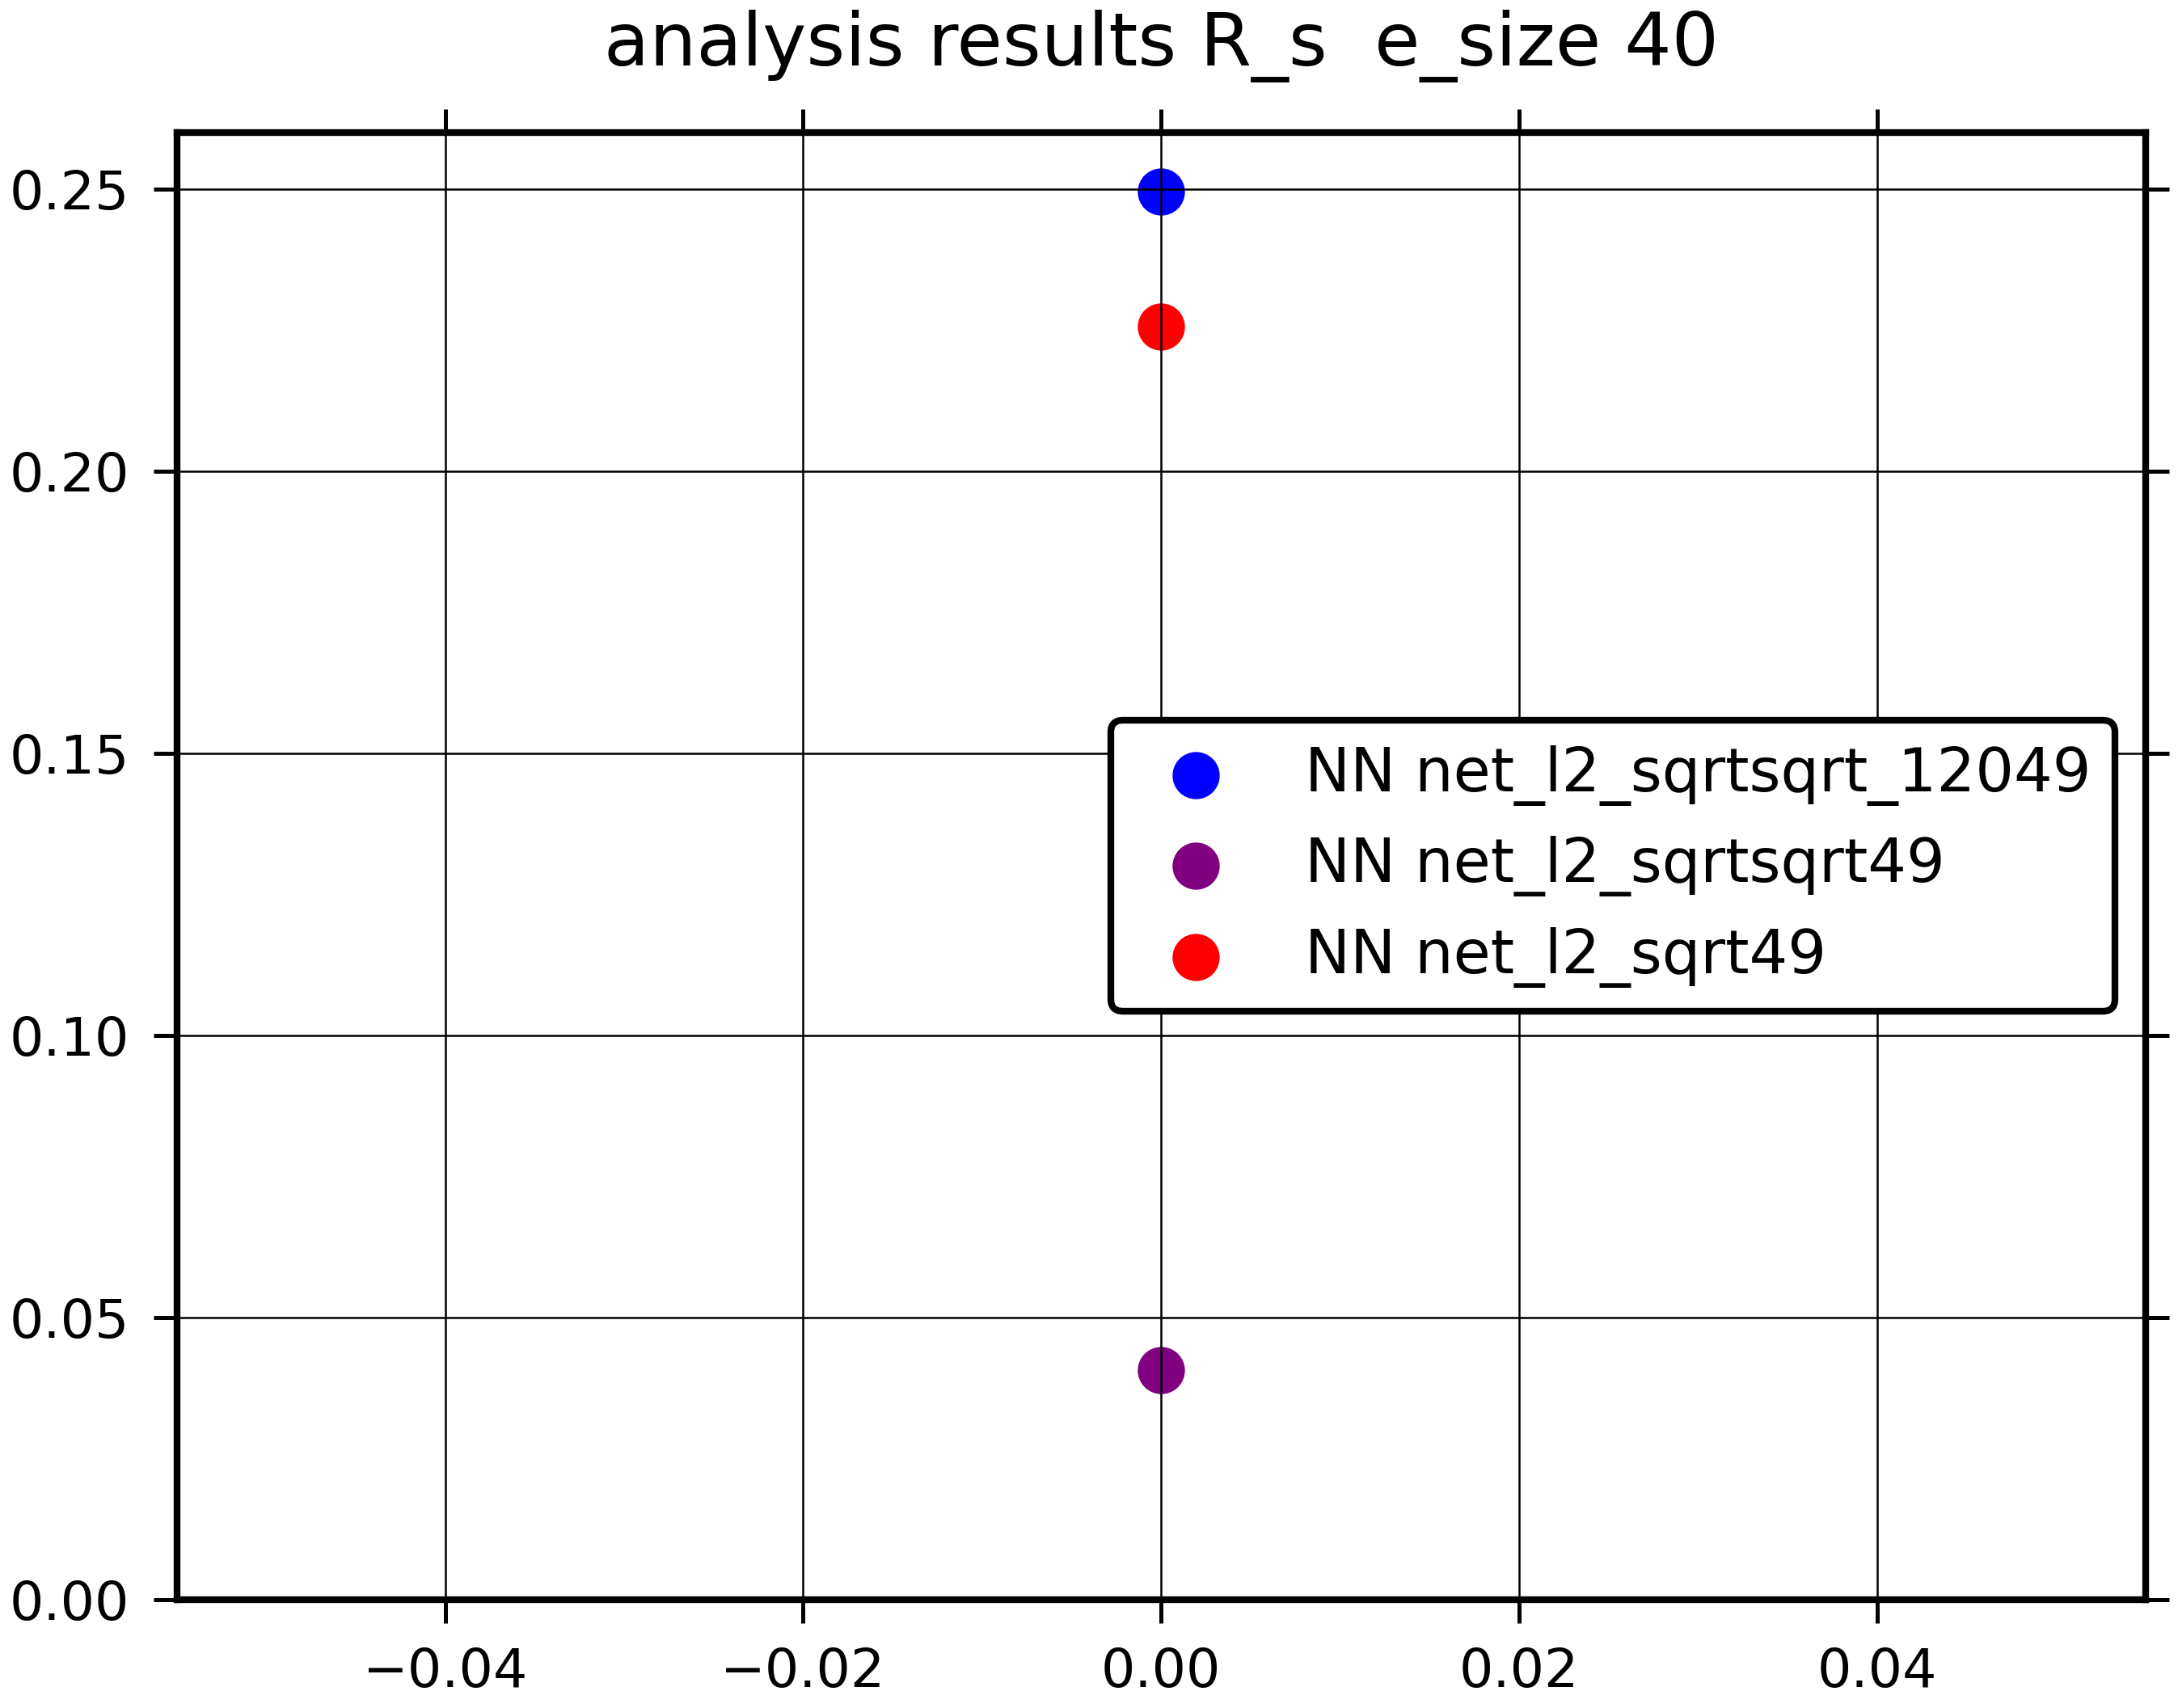 analysis results R_s  e_size 40
0.25
0.20
0.15
0.10
0.05
0.00
NN net_l2_sqrtsqrt_12049
NN net_l2_sqrtsqrt49
NN net_l2_sqrt49
−0.04
−0.02
0.00
0.02
0.04